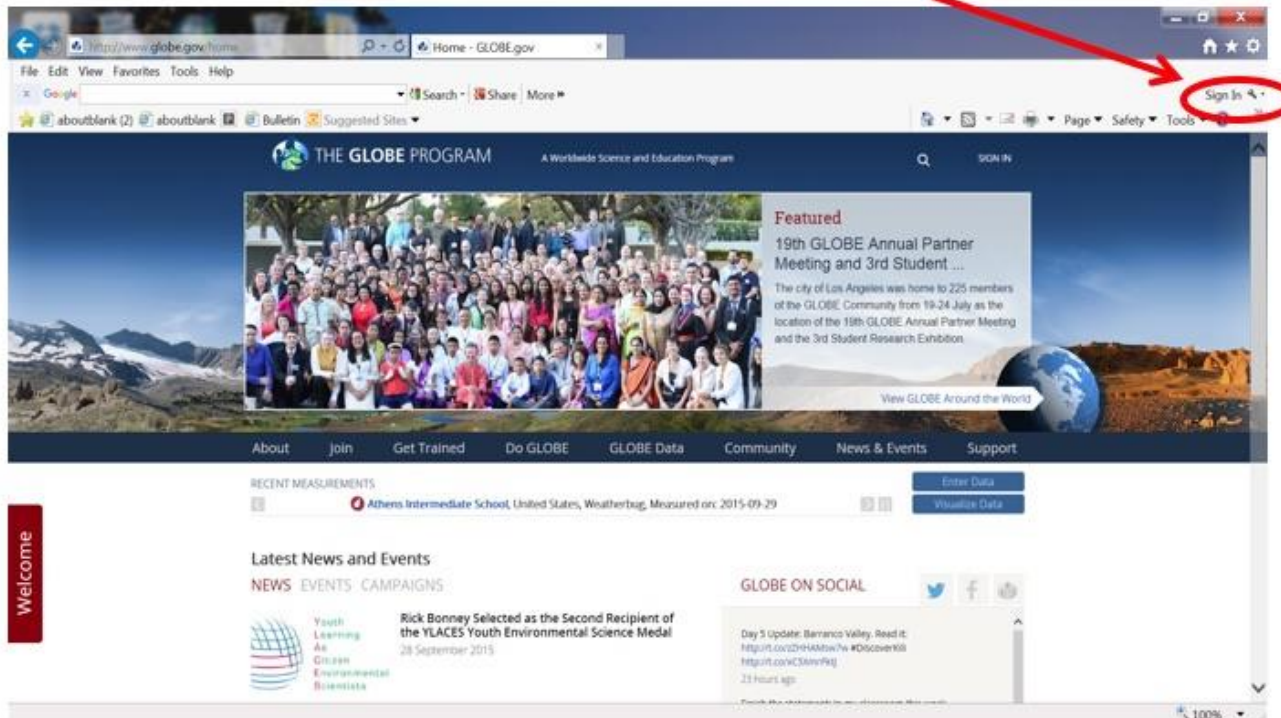 http://www.globe.gov/home
Home - GLOBE.gov
File Edit View Favorites Tools Help
x Google Search Share More »
Sign In
aboutblank (2) aboutblank Bulletin Suggested Sites
Page Safety Tools
THE GLOBE PROGRAM
A Worldwide Science and Education Program
SIGN IN
Featured
19th GLOBE Annual Partner
Meeting and 3rd Student ...
The city of Los Angeles was home to 225 members
of the GLOBE Community from 19-24 July as the
location of the 19th GLOBE Annual Partner Meeting
and the 3rd Student Research Exhibition.
View GLOBE Around the World
About Join Get Trained Do GLOBE GLOBE Data Community News & Events Support
RECENT MEASUREMENTS
Athens Intermediate School, United States, Weatherbug, Measured on: 2015-09-29
Enter Data
Visualize Data
Welcome
Latest News and Events
NEWS EVENTS CAMPAIGNS
Youth
Learning
As
Citizen
Environmental
Scientists
Rick Bonney Selected as the Second Recipient of
the YLACES Youth Environmental Science Medal
28 September 2015
GLOBE ON SOCIAL
Day 5 Update: Barranco Valley. Read it:
#DiscoverKili
23 hours ago
100%